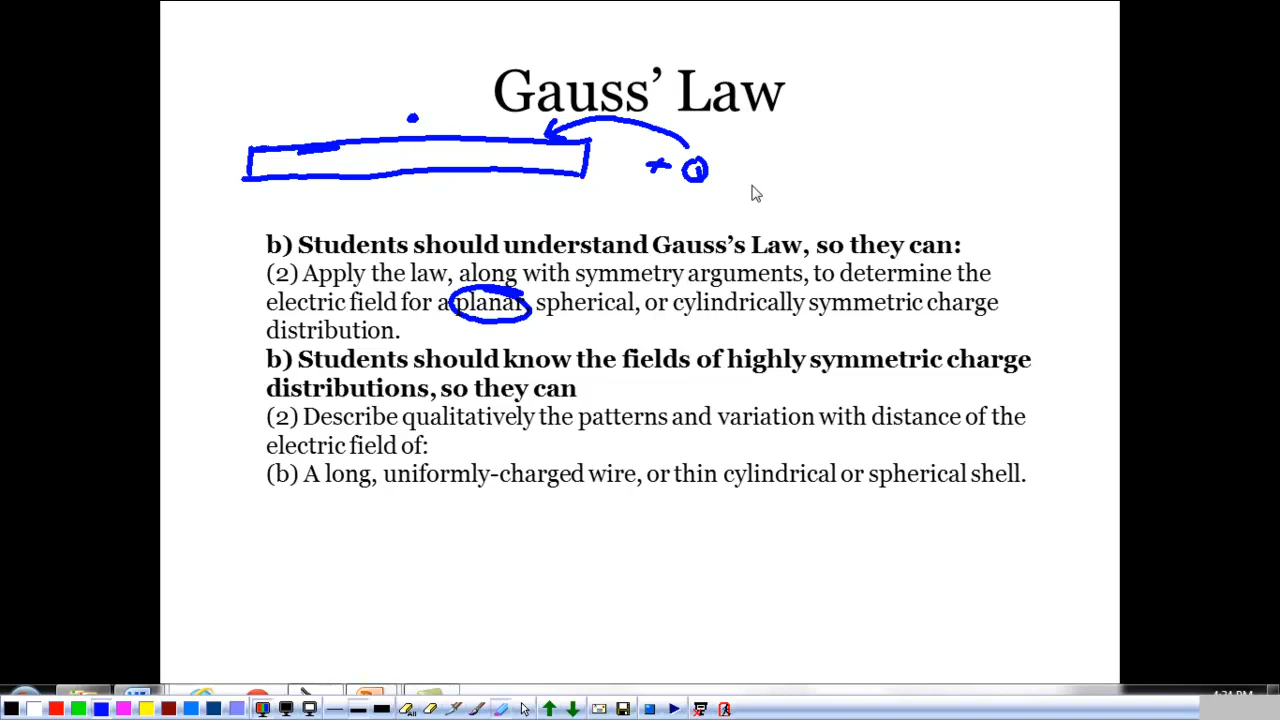 Gauss’ Law
b) Students should understand Gauss’s Law, so they can:
(2) Apply the law, along with symmetry arguments, to determine the
electric field for a planar, spherical, or cylindrically symmetric charge
distribution.
b) Students should know the fields of highly symmetric charge
distributions, so they can
(2) Describe qualitatively the patterns and variation with distance of the
electric field of:
(b) A long, uniformly-charged wire, or thin cylindrical or spherical shell.